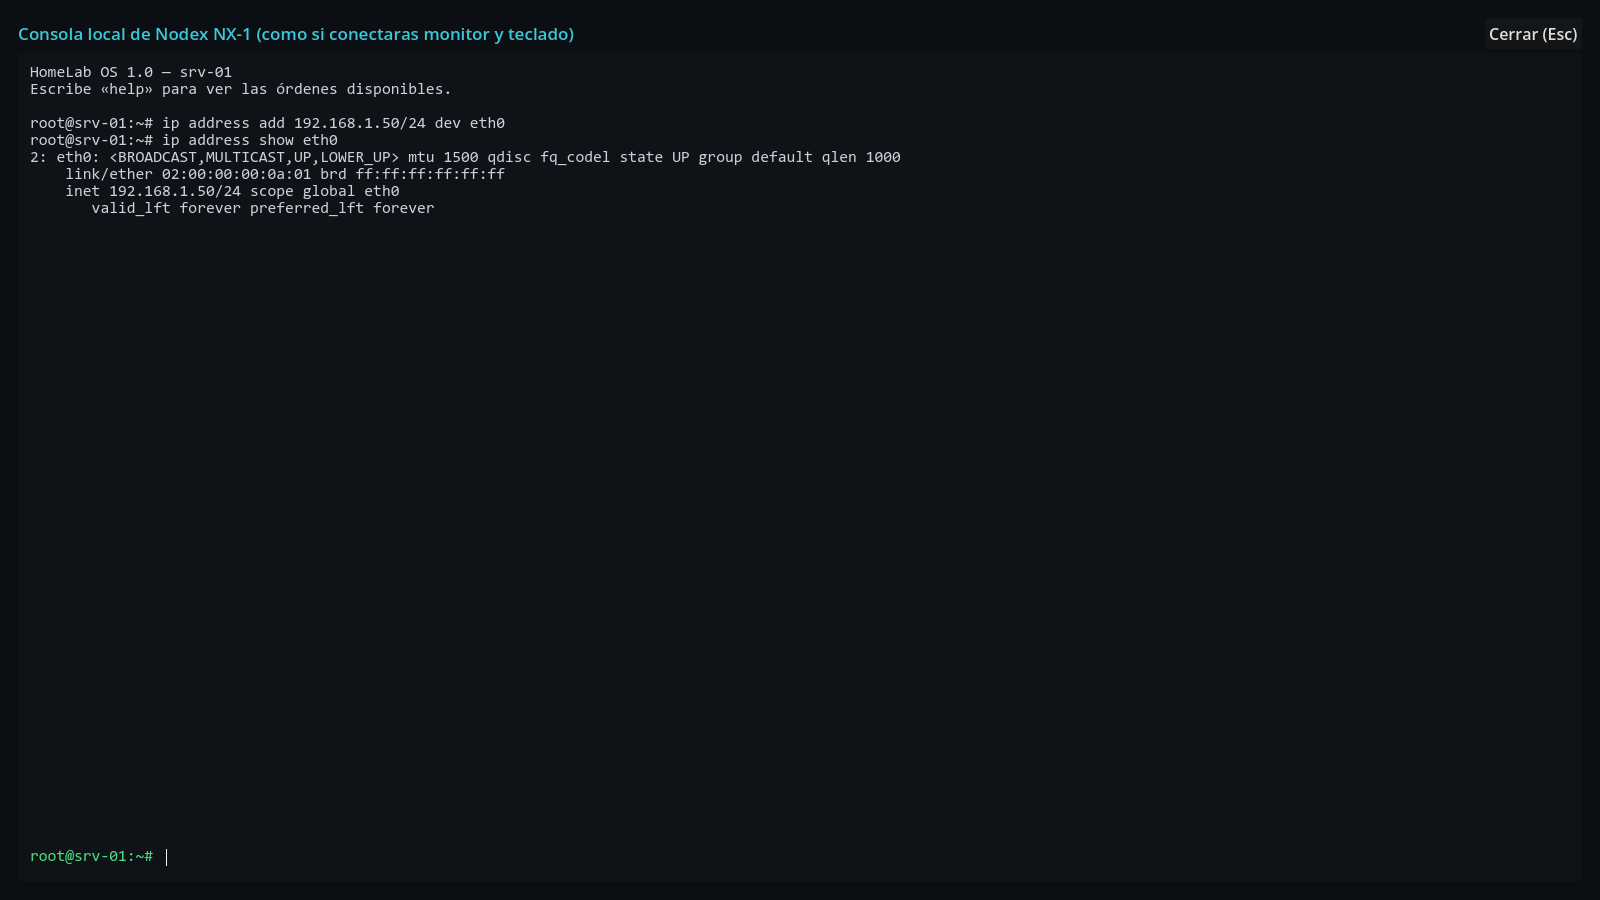 Consola local de Nodex NX-1 (como si conectaras monitor y teclado)
Cerrar (Esc)
HomeLab OS 1.0 — srv-01
Escribe «help» para ver las órdenes disponibles.
root@srv-01:~# ip address add 192.168.1.50/24 dev eth0
root@srv-01:~# ip address show eth0
2: eth0: <BROADCAST,MULTICAST,UP,LOWER_UP> mtu 1500 qdisc fq_codel state UP group default qlen 1000
    link/ether 02:00:00:00:0a:01 brd ff:ff:ff:ff:ff:ff
    inet 192.168.1.50/24 scope global eth0
       valid_lft forever preferred_lft forever
root@srv-01:~#